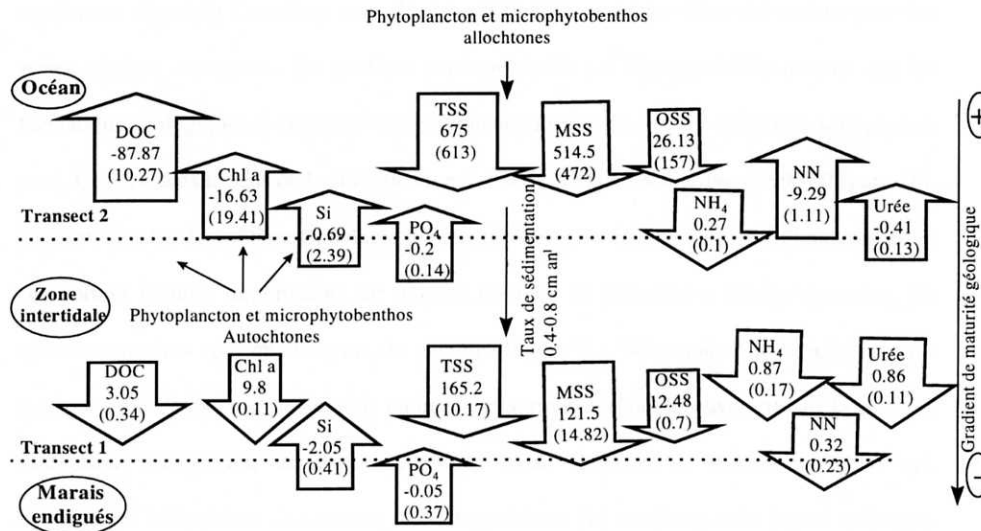 Phytoplancton et microphytobenthos
allochtones
Océan
DOC
-87.87
(10.27)
Chl a
-16.63
(19.41)
Si
-0.69
(2.39)
PO4
-0.2
(0.14)
TSS
675
(613)
MSS
514.5
(472)
OSS
26.13
(157)
NH4
0.27
(0.1)
NN
-9.29
(1.11)
Urée
-0.41
(0.13)
+
Transect 2
Zone
intertidale
Phytoplancton et microphytobenthos
Autochtones
Taux de sédimentation
0.4-0.8 cm an¹
Gradient de maturité géologique
DOC
3.05
(0.34)
Chl a
9.8
(0.11)
Si
-2.05
(0.41)
PO4
-0.05
(0.37)
TSS
165.2
(10.17)
MSS
121.5
(14.82)
OSS
12.48
(0.7)
NH4
0.87
(0.17)
NN
0.32
(0.23)
Urée
0.86
(0.11)
Transect 1
Marais
endigués
-